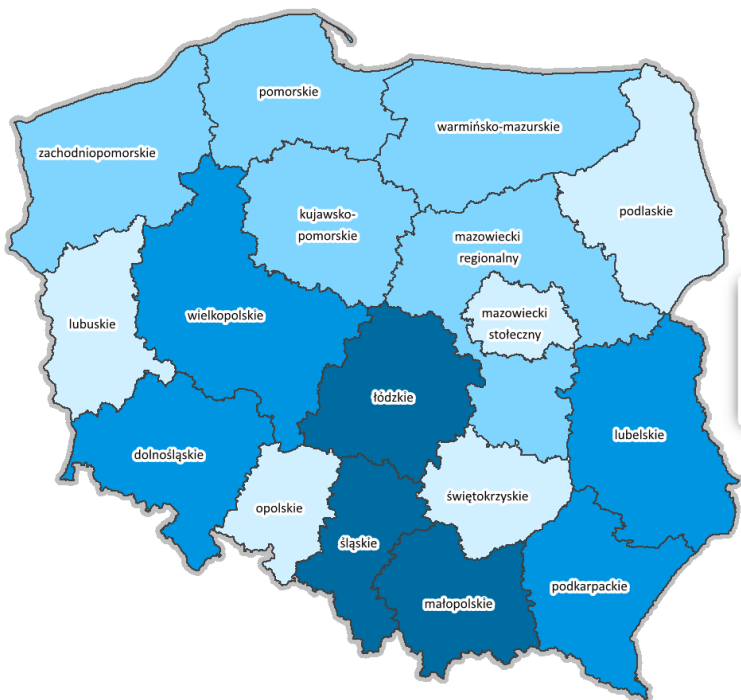 pomorskie
warmińsko-mazurskie
zachodniopomorskie
podlaskie
kujawsko-
pomorskie
mazowiecki
regionalny
mazowiecki
stołeczny
lubuskie
wielkopolskie
łódzkie
lubelskie
dolnośląskie
świętokrzyskie
opolskie
śląskie
podkarpackie
małopolskie